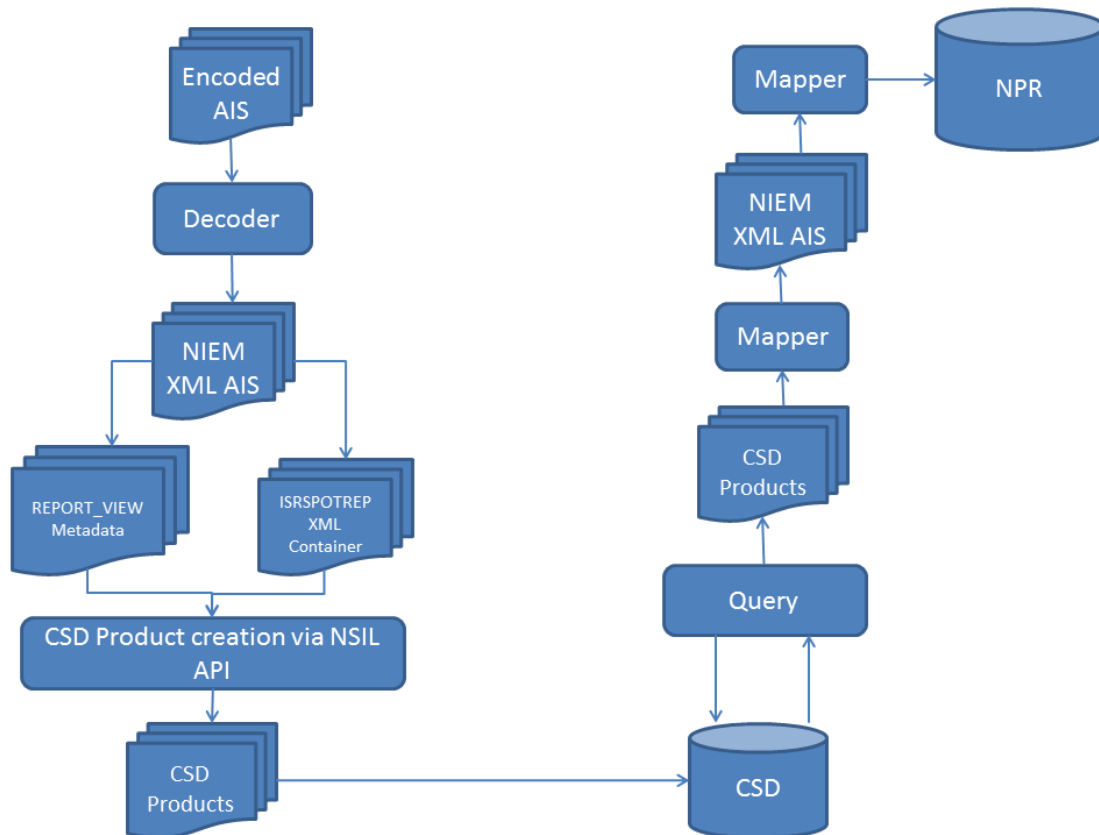 Encoded
AIS
Decoder
NIEM
XML AIS
REPORT_VIEW
Metadata
ISRSPOTREP
XML
Container
CSD Product creation via NSIL
API
CSD
Products
CSD
Query
CSD
Products
Mapper
NIEM
XML AIS
Mapper
NPR